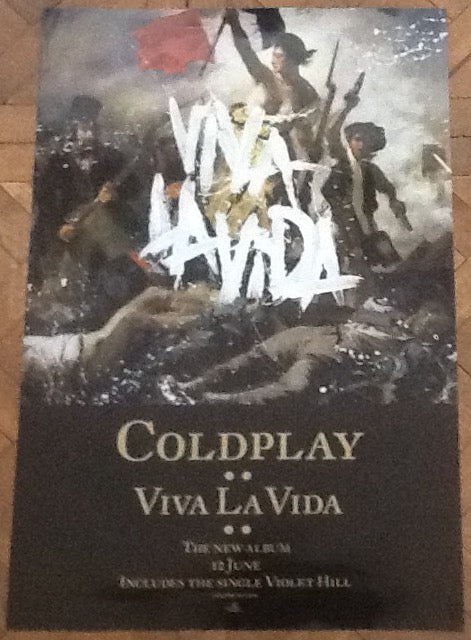 VIVA
LA VIDA
COLDPLAY
VIVA LA VIDA
THE NEW ALBUM
12 JUNE
INCLUDES THE SINGLE VIOLET HILL